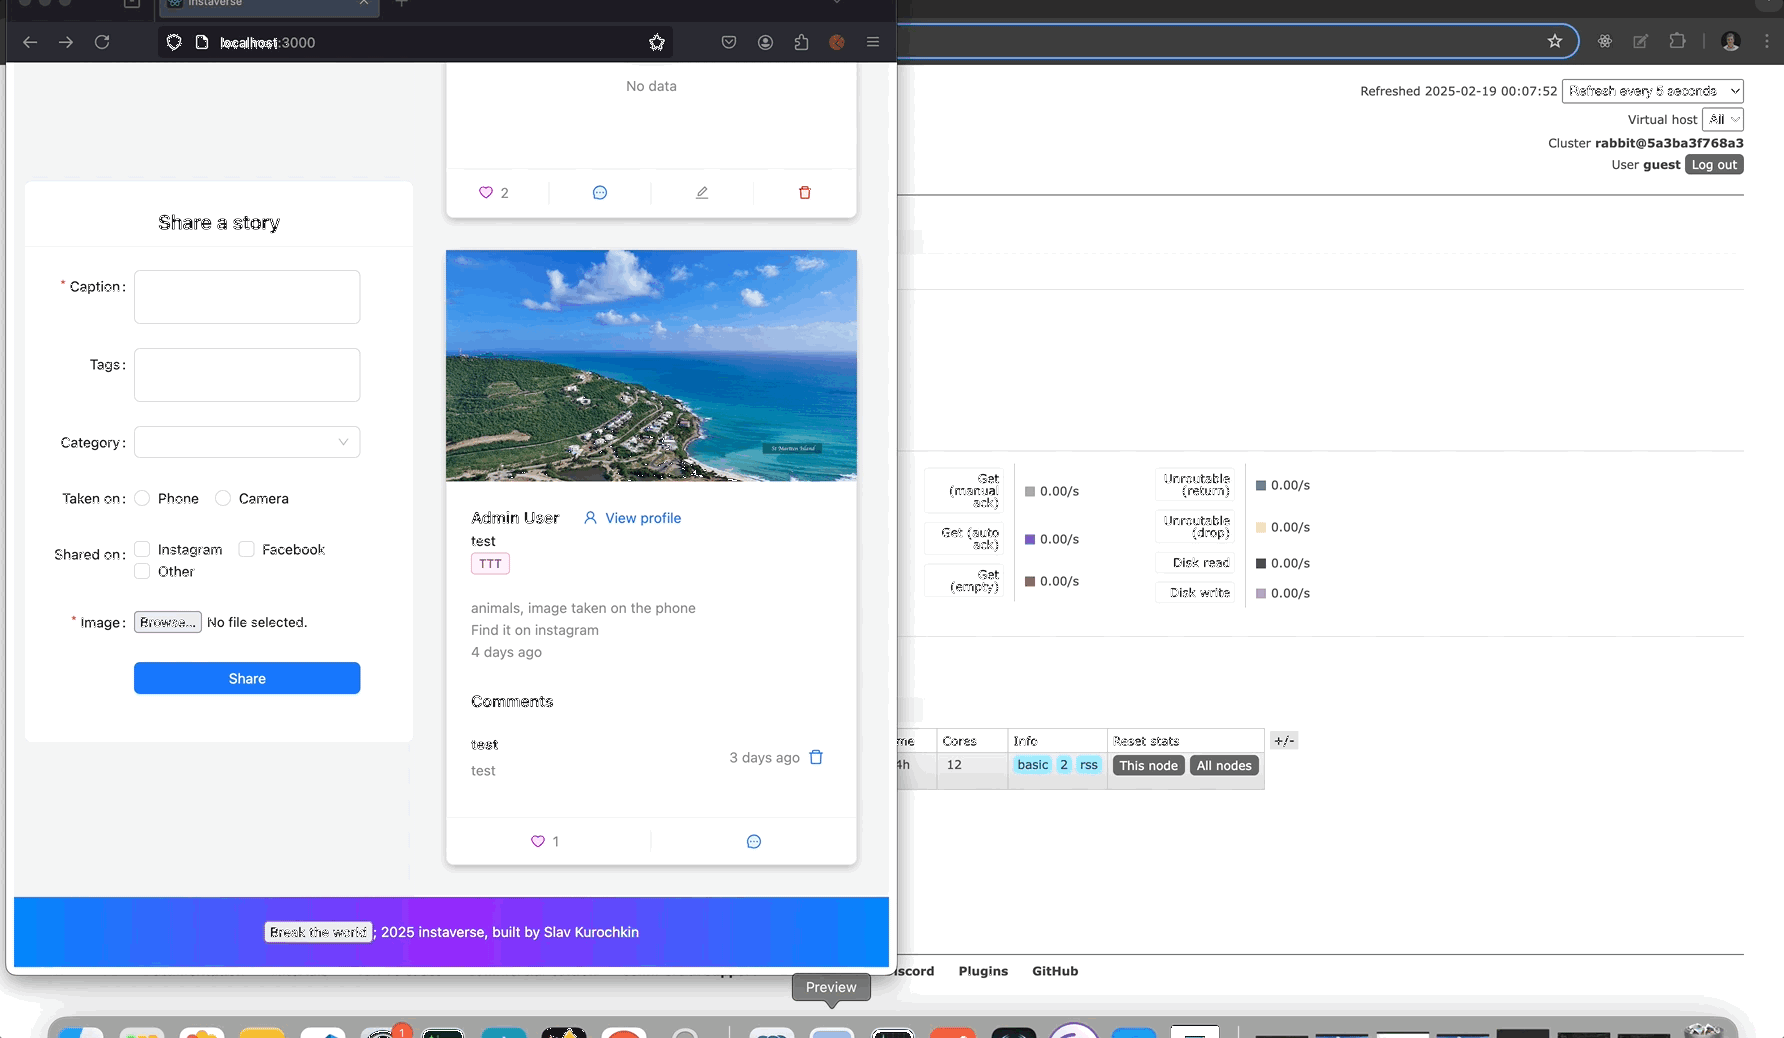 instaverse
localhost:3000
No data
2
Share a story
* Caption:
Tags:
Category:
Taken on: Phone Camera
Shared on: Instagram Facebook
Other
* Image: Browse... No file selected.
Share
St Maarten Island
Admin User View profile
test
TTT
animals, image taken on the phone
Find it on instagram
4 days ago
Comments
test
3 days ago
test
1
Break the world ; 2025 instaverse, built by Slav Kurochkin
Refreshed 2025-02-19 00:07:52 Refresh every 5 seconds
Virtual host All
Cluster rabbit@5a3ba3f768a3
User guest Log out
Get
(manual
ack)
0.00/s
Get (auto
ack)
0.00/s
Get
(empty)
0.00/s
Unroutable
(return)
0.00/s
Unroutable
(drop)
0.00/s
Disk read 0.00/s
Disk write 0.00/s
me Cores Info Reset stats +/-
4h 12 basic 2 rss This node All nodes
scord Plugins GitHub
Preview
1